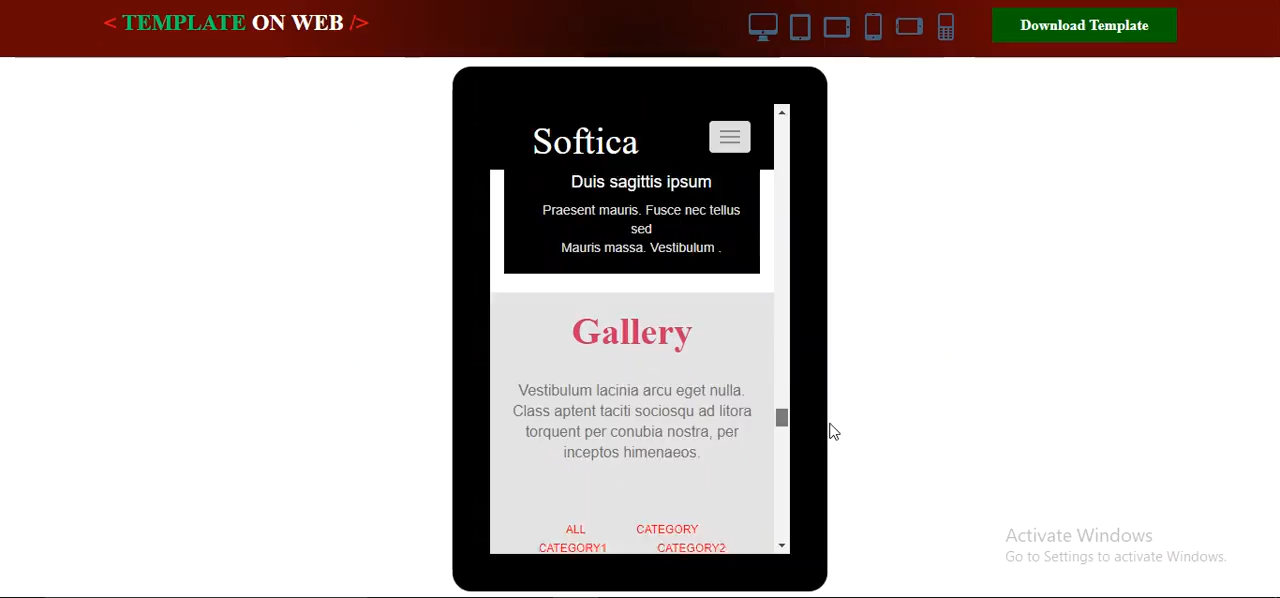 < TEMPLATE ON WEB />
Download Template
Softica
Duis sagittis ipsum
Praesent mauris. Fusce nec tellus
sed
Mauris massa. Vestibulum .
Gallery
Vestibulum lacinia arcu eget nulla.
Class aptent taciti sociosqu ad litora
torquent per conubia nostra, per
inceptos himenaeos.
ALL CATEGORY
CATEGORY1 CATEGORY2
Activate Windows
Go to Settings to activate Windows.